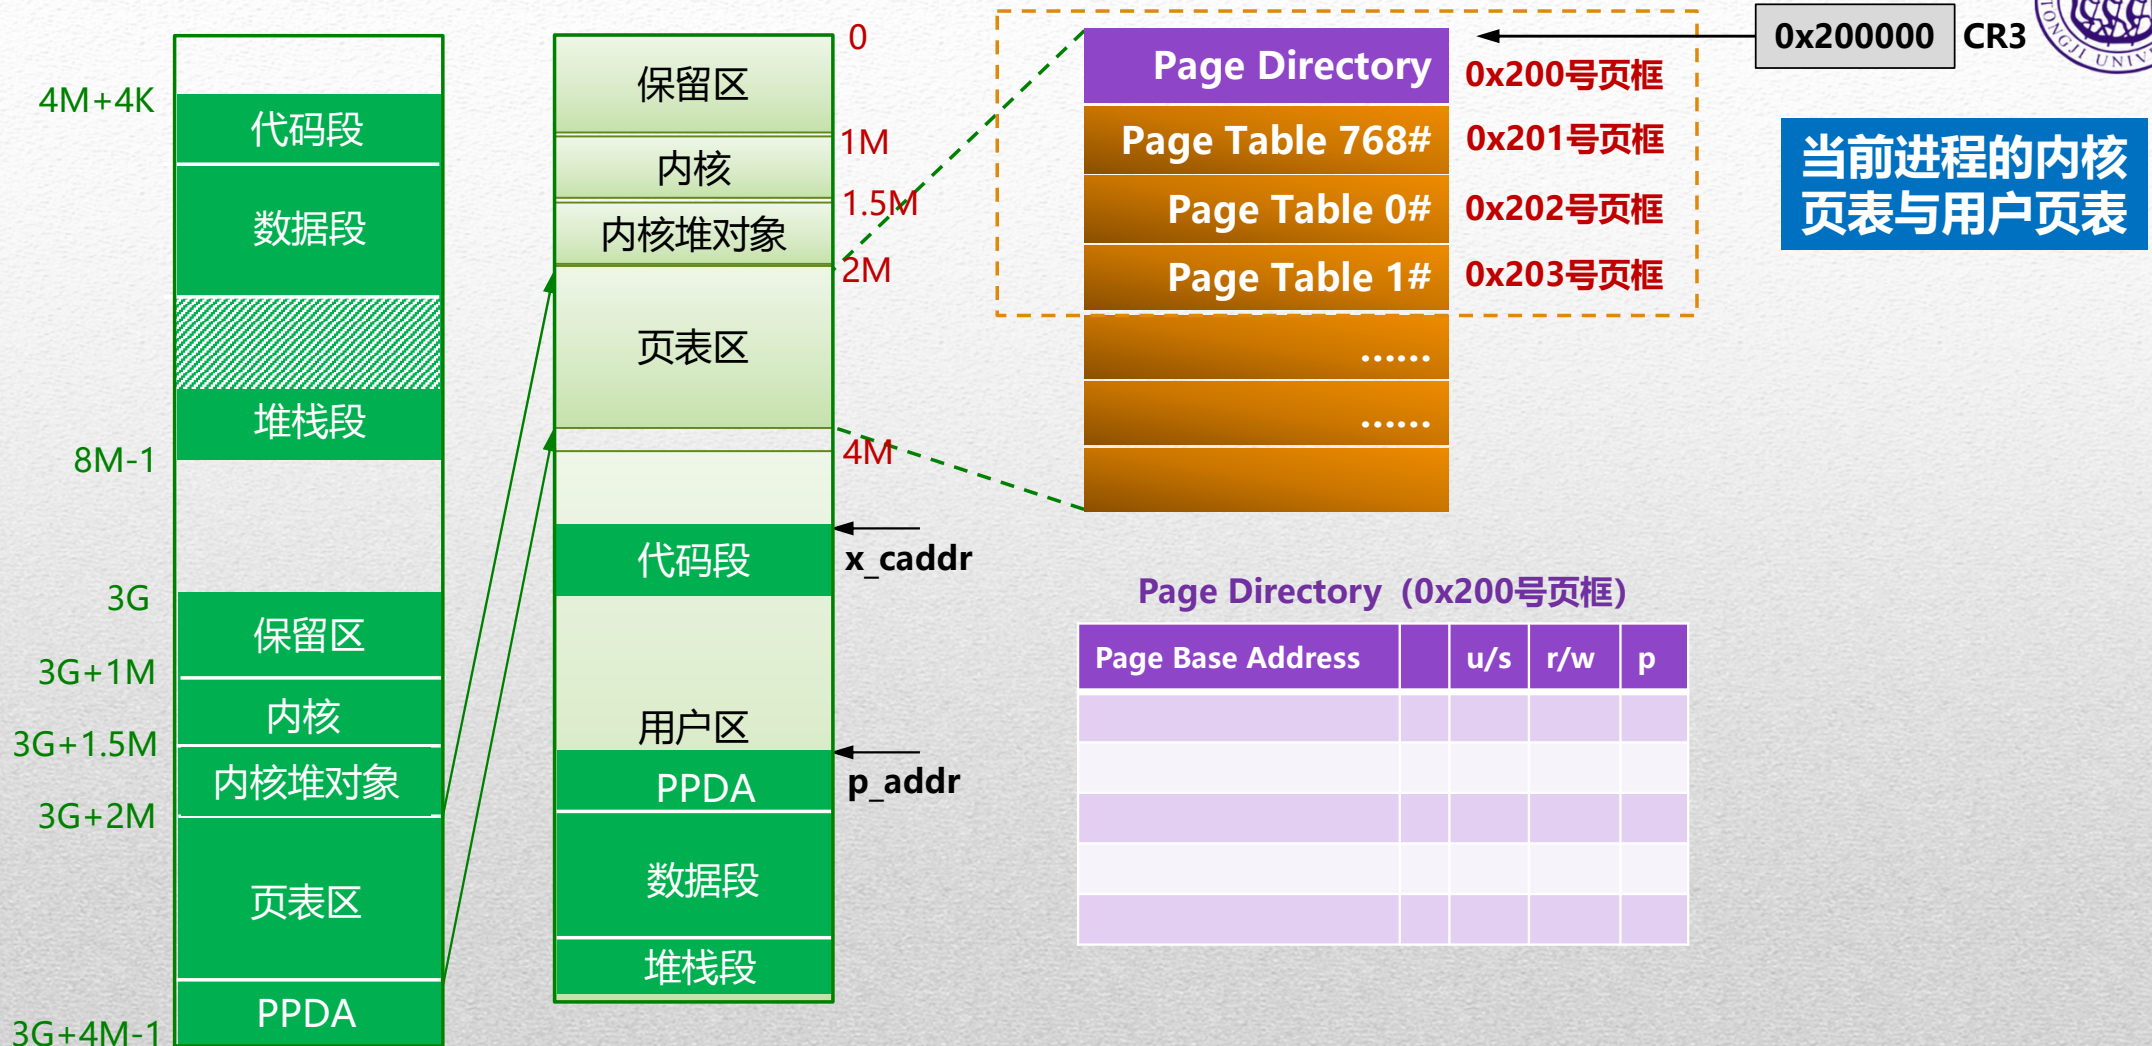 4M+4K
代码段
数据段
堆栈段
8M-1
3G
保留区
3G+1M
内核
3G+1.5M
内核堆对象
3G+2M
页表区
PPDA
3G+4M-1
0
保留区
1M
内核
1.5M
内核堆对象
2M
页表区
4M
代码段
x_caddr
用户区
p_addr
PPDA
数据段
堆栈段
Page Directory
0x200号页框
Page Table 768#
0x201号页框
Page Table 0#
0x202号页框
Page Table 1#
0x203号页框
......
......
0x200000
CR3
TONGJI UNIV
当前进程的内核
页表与用户页表
Page Directory (0x200号页框)
Page Base Address u/s r/w p